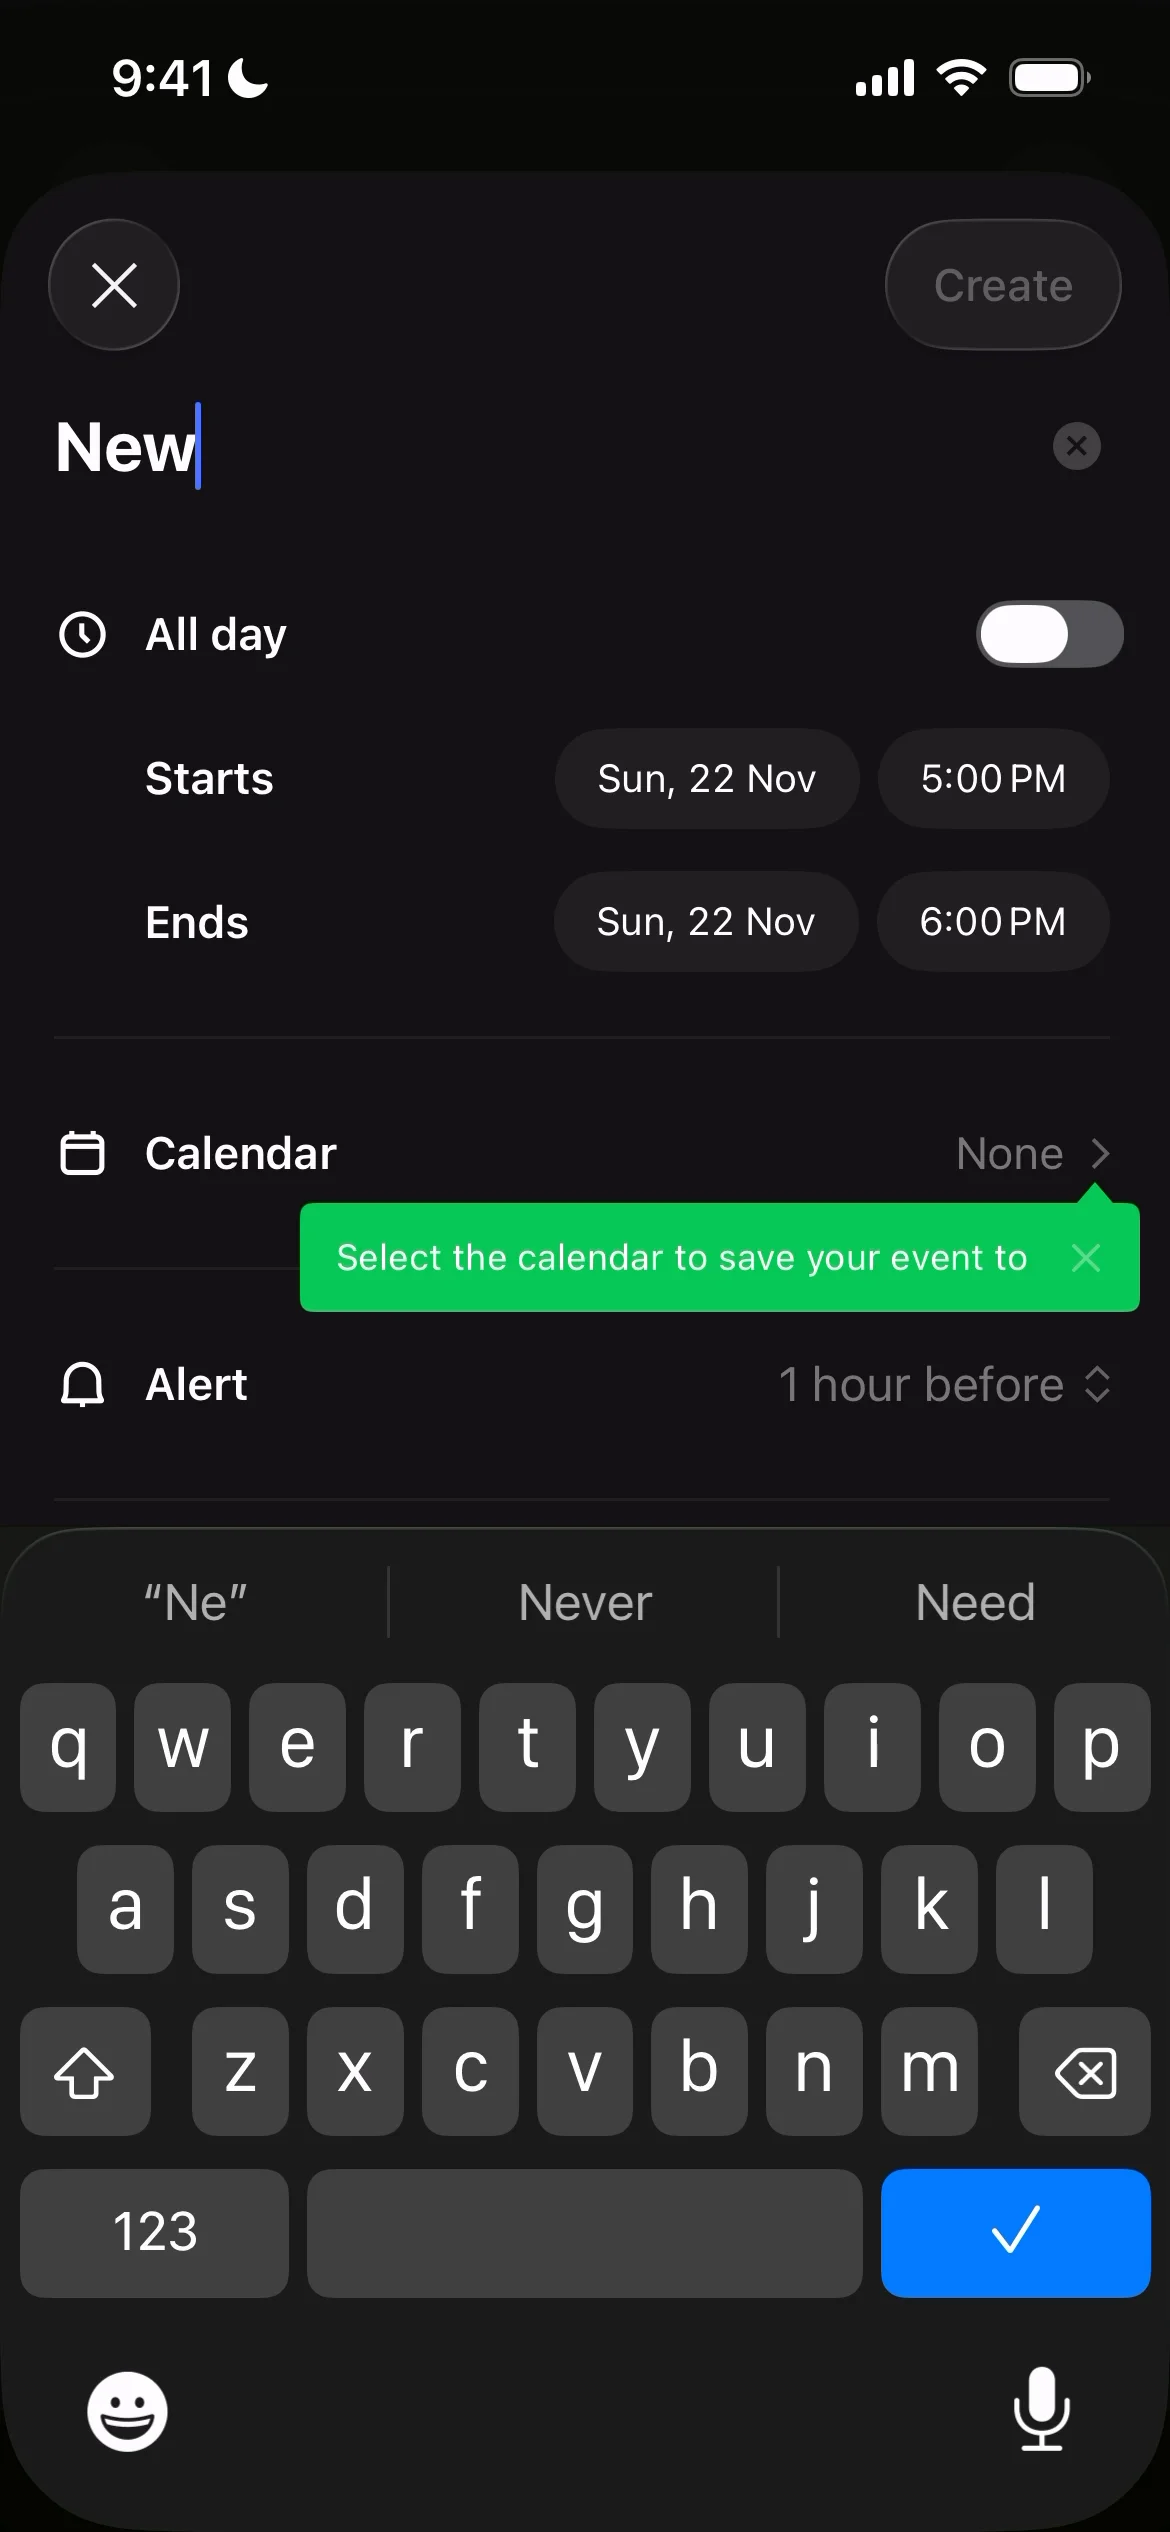 9:41
Create
New
All day
Starts Sun, 22 Nov 5:00 PM
Ends Sun, 22 Nov 6:00 PM
Calendar None
Select the calendar to save your event to
Alert 1 hour before
“Ne” Never Need
q w e r t y u i o p
a s d f g h j k l
z x c v b n m
123